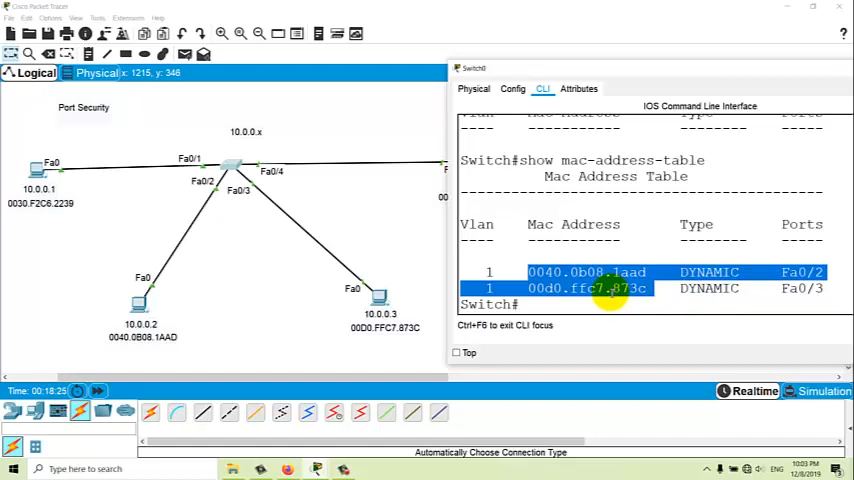 Cisco Packet Tracer
File Edit Options View Tools Extensions Help
Logical
Physical x: 1215, y: 346
Port Security
10.0.0.x
Fa0
Fa0/1
Fa0/4
10.0.0.1
0030.F2C6.2239
Fa0/2
Fa0/3
Fa0
10.0.0.2
0040.0B08.1AAD
Fa0
10.0.0.3
00D0.FFC7.873C
Switch0
Physical Config CLI Attributes
IOS Command Line Interface
Vlan Mac Address Type Ports
---- ----------- ---- -----
Switch#show mac-address-table
Mac Address Table
-------------------------------------------
Vlan Mac Address Type Ports
---- ----------- ---- -----
1 0040.0b08.1aad DYNAMIC Fa0/2
1 00d0.ffc7.873c DYNAMIC Fa0/3
Switch#
Ctrl+F6 to exit CLI focus
Top
Time: 00:18:25
Realtime
Simulation
Automatically Choose Connection Type
Type here to search
ENG
10:03 PM
12/8/2019